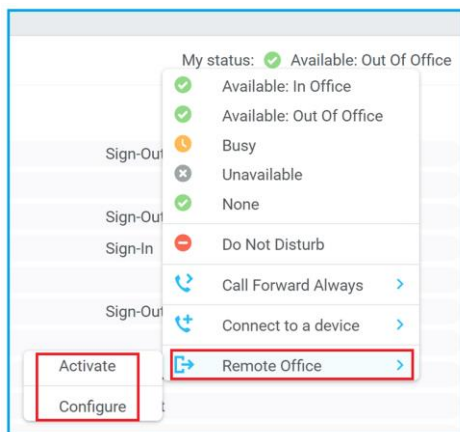 My status: Available: Out Of Office
Available: In Office
Available: Out Of Office
Busy
Unavailable
None
Do Not Disturb
Call Forward Always
Connect to a device
Remote Office
Activate
Configure
Sign-Out
Sign-Out
Sign-In
Sign-Out